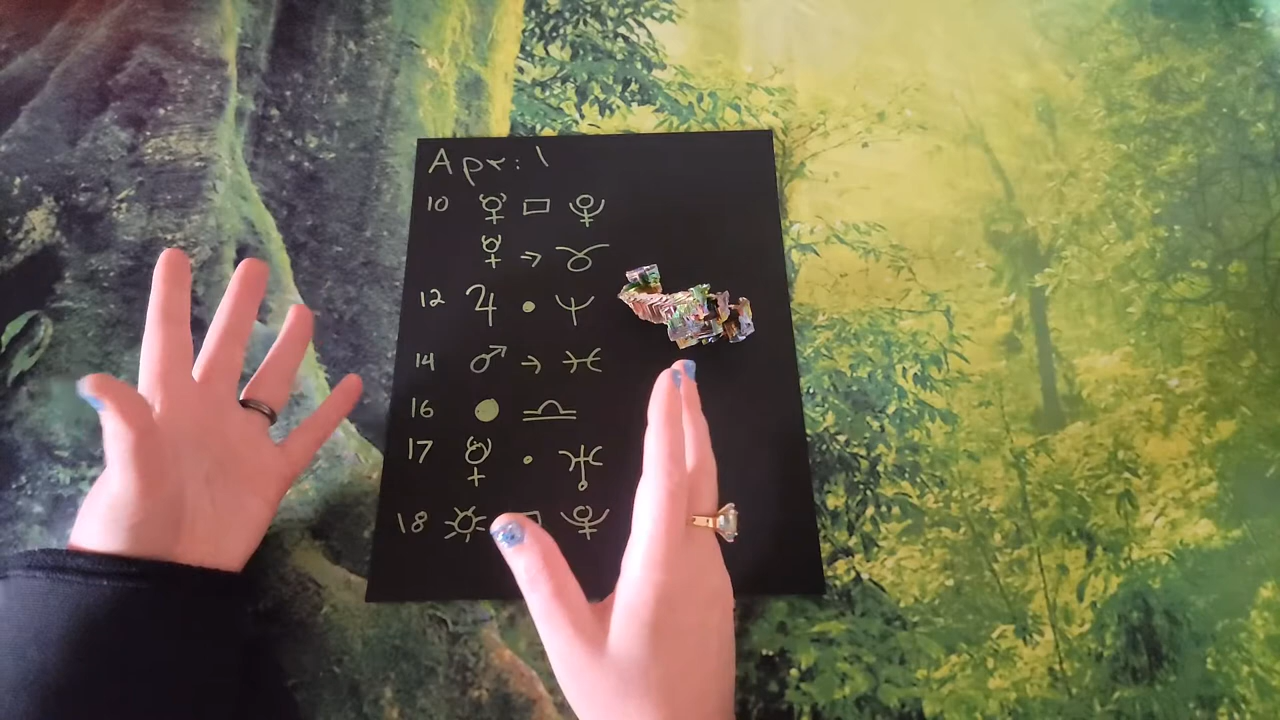 April
10 ☿ □ ♇
☿ → ♉
12 ♃ • ♆
14 ♂ → ♓
16 ● ♎
17 ☿ • ♅
18 ☼ □ ♇